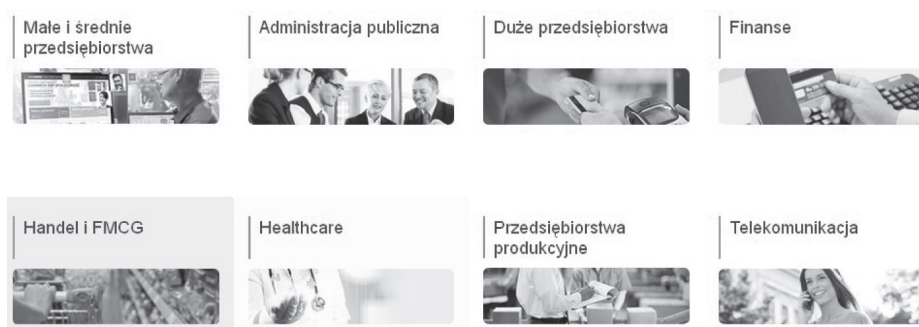 Małe i średnie
przedsiębiorstwa
Administracja publiczna
Duże przedsiębiorstwa
Finanse
Handel i FMCG
Healthcare
Przedsiębiorstwa
produkcyjne
Telekomunikacja